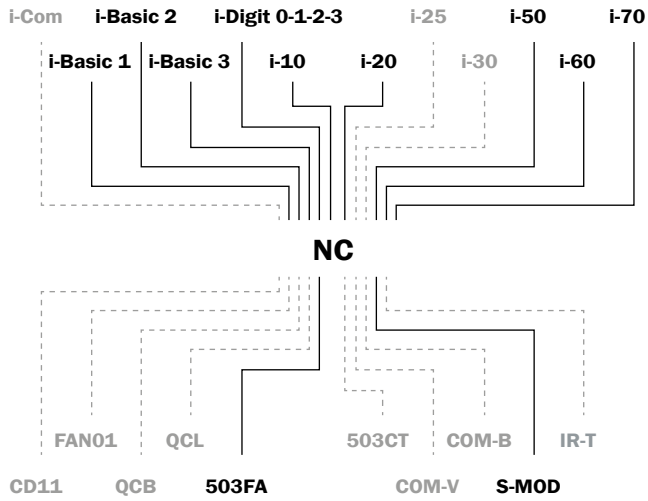 i-Com i-Basic 2 i-Digit 0-1-2-3 i-25 i-50 i-70
i-Basic 1 i-Basic 3 i-10 i-20 i-30 i-60
NC
FAN01 QCL 503CT COM-B IR-T
CD11 QCB 503FA COM-V S-MOD